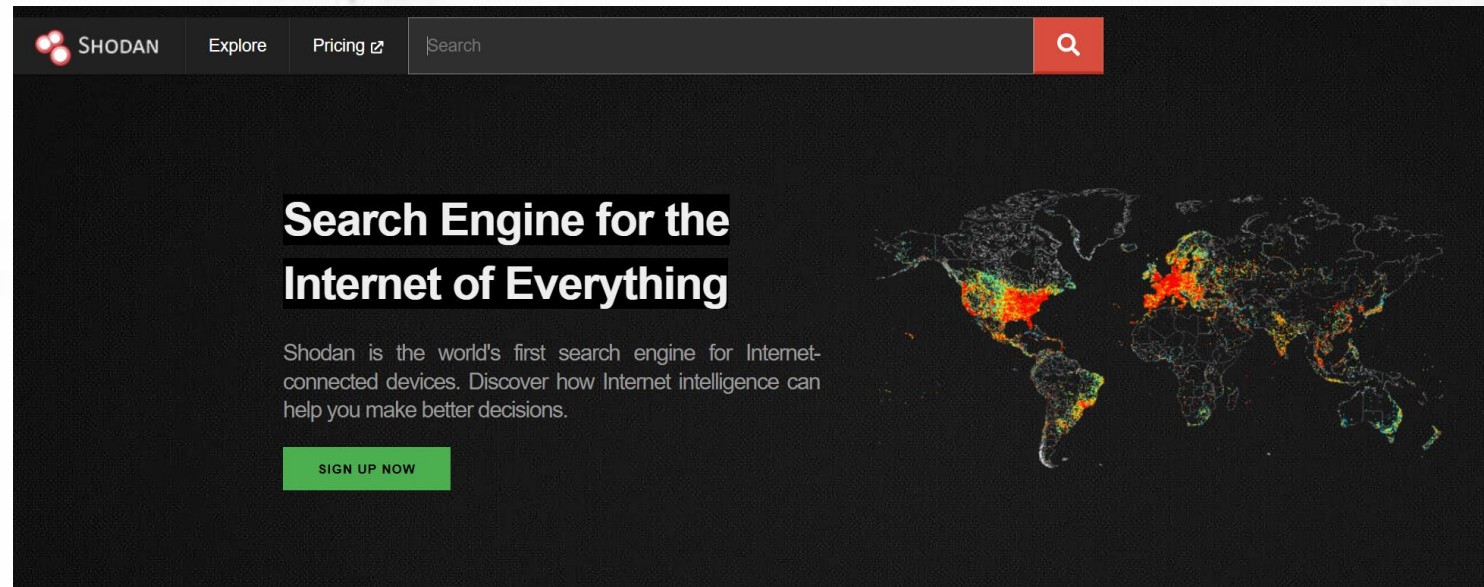 SHODAN Explore Pricing Search
Search Engine for the
Internet of Everything
Shodan is the world's first search engine for Internet-
connected devices. Discover how Internet intelligence can
help you make better decisions.
SIGN UP NOW